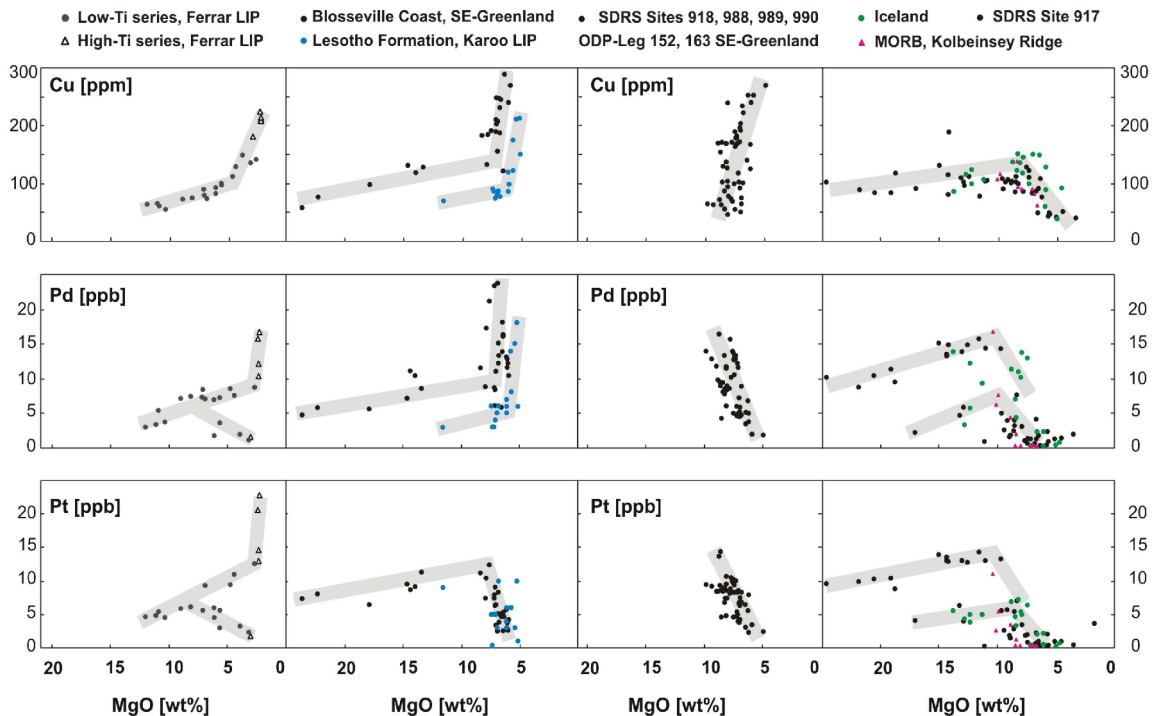 Low-Ti series, Ferrar LIP Blosseville Coast, SE-Greenland SDRS Sites 918, 988, 989, 990 Iceland SDRS Site 917
High-Ti series, Ferrar LIP Lesotho Formation, Karoo LIP ODP-Leg 152, 163 SE-Greenland MORB, Kolbeinsey Ridge
300 Cu [ppm] Cu [ppm] 300
200 200
100 100
0 0
Pd [ppb] Pd [ppb]
20 20
15 15
10 10
5 5
0 0
Pt [ppb] Pt [ppb]
20 20
15 15
10 10
5 5
0 0
20 10 5 0 20 15 10 5 0 20 15 10 5 0 20 15 10 5 0
MgO [wt%] MgO [wt%] MgO [wt%] MgO [wt%]